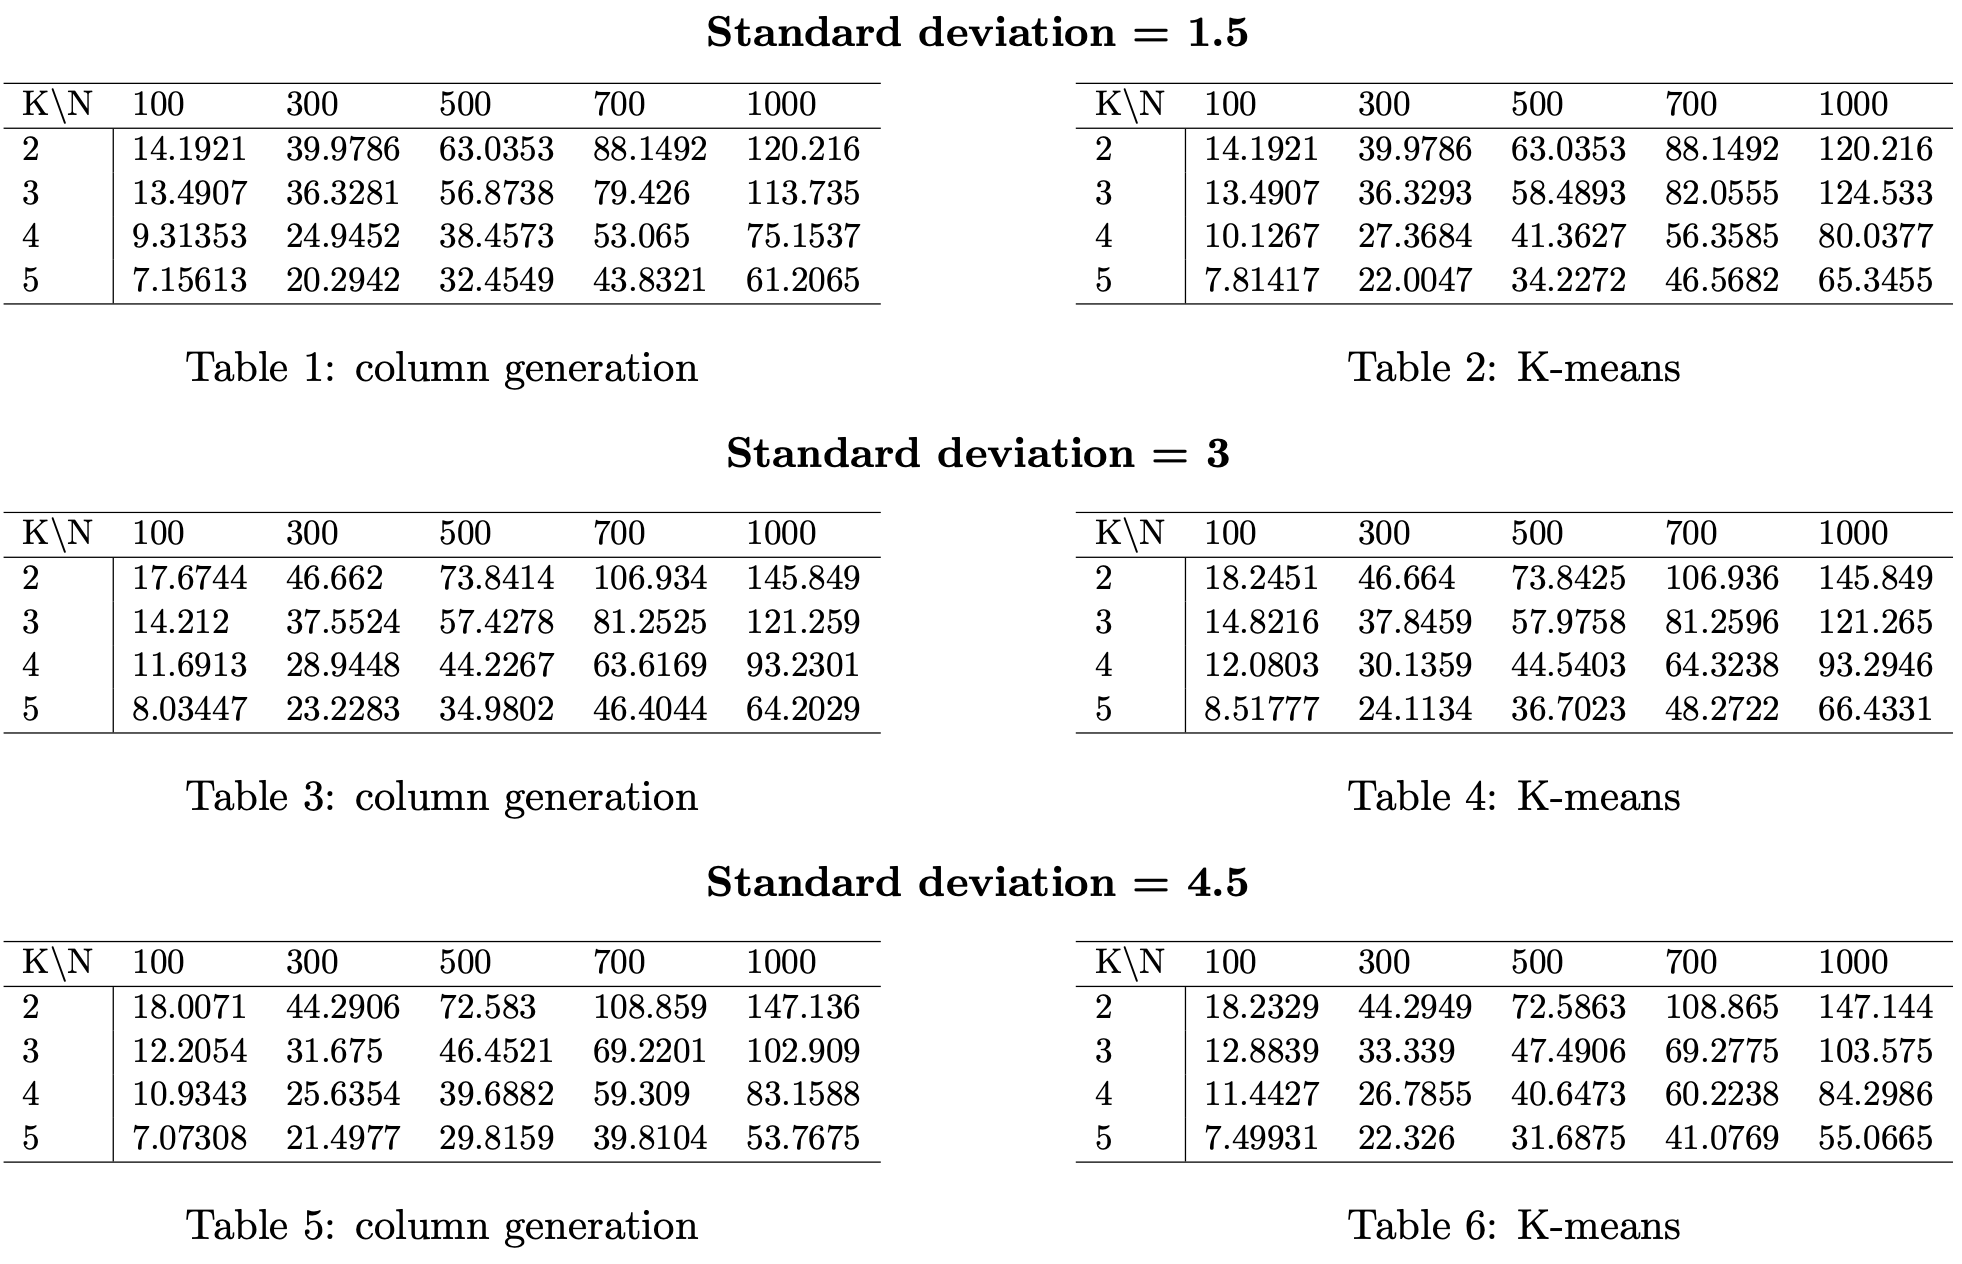 Standard deviation = 1.5
K\N 100 300 500 700 1000 K\N 100 300 500 700 1000
2 14.1921 39.9786 63.0353 88.1492 120.216 2 14.1921 39.9786 63.0353 88.1492 120.216
3 13.4907 36.3281 56.8738 79.426 113.735 3 13.4907 36.3293 58.4893 82.0555 124.533
4 9.31353 24.9452 38.4573 53.065 75.1537 4 10.1267 27.3684 41.3627 56.3585 80.0377
5 7.15613 20.2942 32.4549 43.8321 61.2065 5 7.81417 22.0047 34.2272 46.5682 65.3455
Table 1: column generation Table 2: K-means
Standard deviation = 3
K\N 100 300 500 700 1000 K\N 100 300 500 700 1000
2 17.6744 46.662 73.8414 106.934 145.849 2 18.2451 46.664 73.8425 106.936 145.849
3 14.212 37.5524 57.4278 81.2525 121.259 3 14.8216 37.8459 57.9758 81.2596 121.265
4 11.6913 28.9448 44.2267 63.6169 93.2301 4 12.0803 30.1359 44.5403 64.3238 93.2946
5 8.03447 23.2283 34.9802 46.4044 64.2029 5 8.51777 24.1134 36.7023 48.2722 66.4331
Table 3: column generation Table 4: K-means
Standard deviation = 4.5
K\N 100 300 500 700 1000 K\N 100 300 500 700 1000
2 18.0071 44.2906 72.583 108.859 147.136 2 18.2329 44.2949 72.5863 108.865 147.144
3 12.2054 31.675 46.4521 69.2201 102.909 3 12.8839 33.339 47.4906 69.2775 103.575
4 10.9343 25.6354 39.6882 59.309 83.1588 4 11.4427 26.7855 40.6473 60.2238 84.2986
5 7.07308 21.4977 29.8159 39.8104 53.7675 5 7.49931 22.326 31.6875 41.0769 55.0665
Table 5: column generation Table 6: K-means